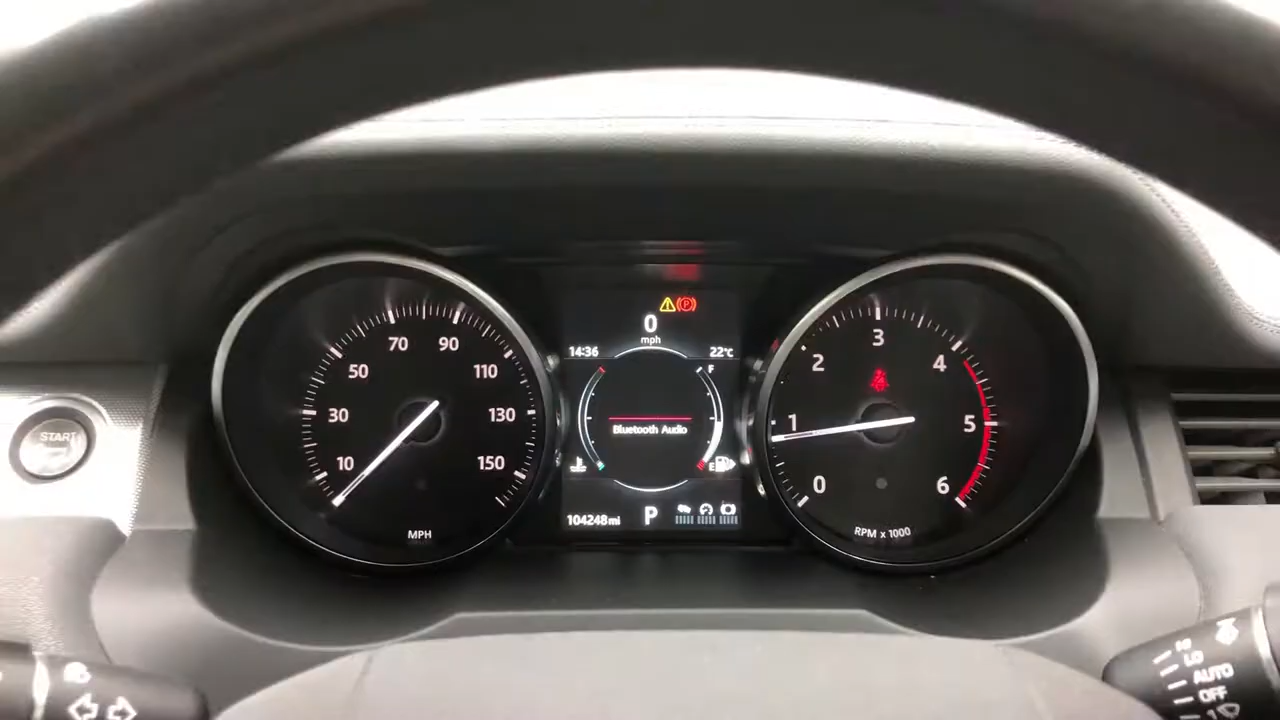 0
mph
14:36
22°C
F
Bluetooth Audio
E
104248mi
P
10
30
50
70
90
110
130
150
MPH
0
1
2
3
4
5
6
RPM x 1000
START
LO
AUTO
OFF